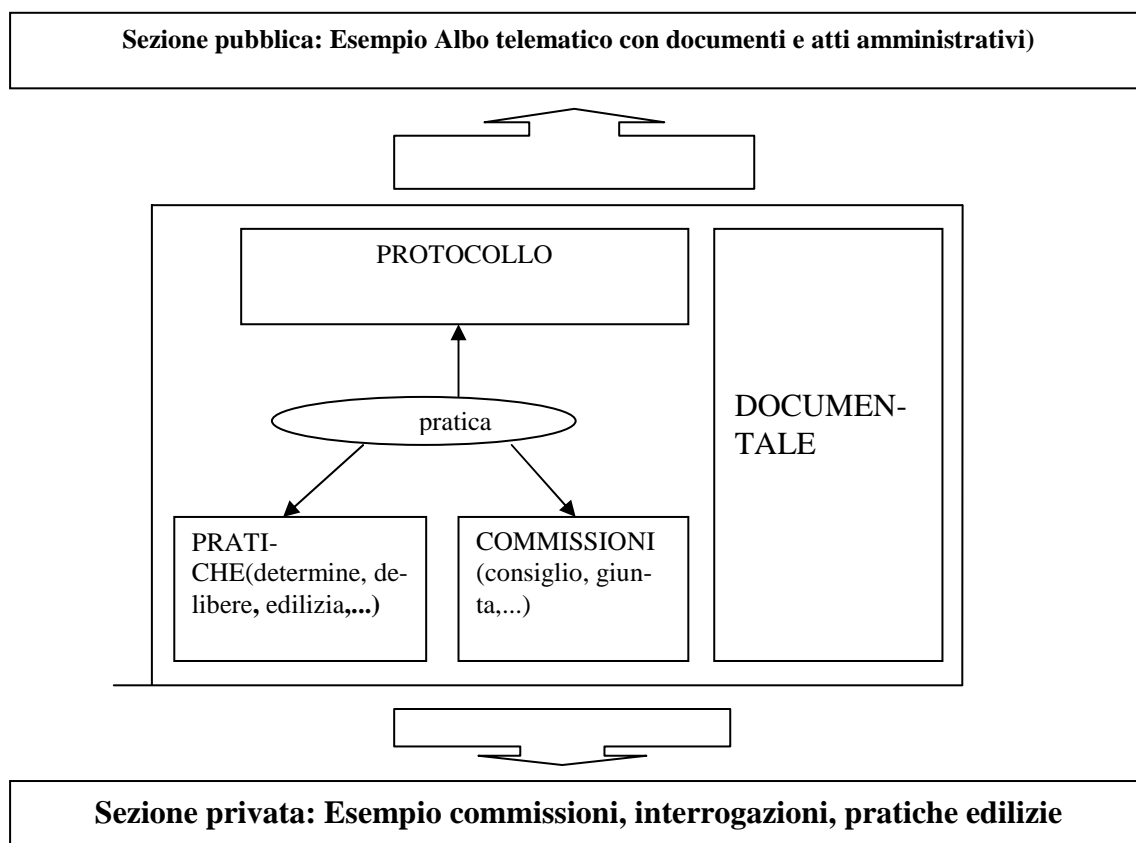 Sezione pubblica: Esempio Albo telematico con documenti e atti amministrativi)
PROTOCOLLO
pratica
DOCUMEN-
TALE
PRATI-
CHE(determine, de-
libere, edilizia,...)
COMMISSIONI
(consiglio, giun-
ta,...)
Sezione privata: Esempio commissioni, interrogazioni, pratiche edilizie